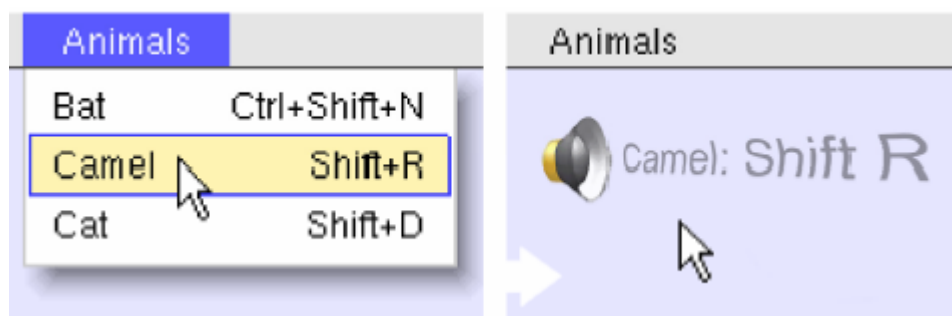 Animals
Bat Ctrl+Shift+N
Camel Shift+R
Cat Shift+D
Animals
Camel: Shift R